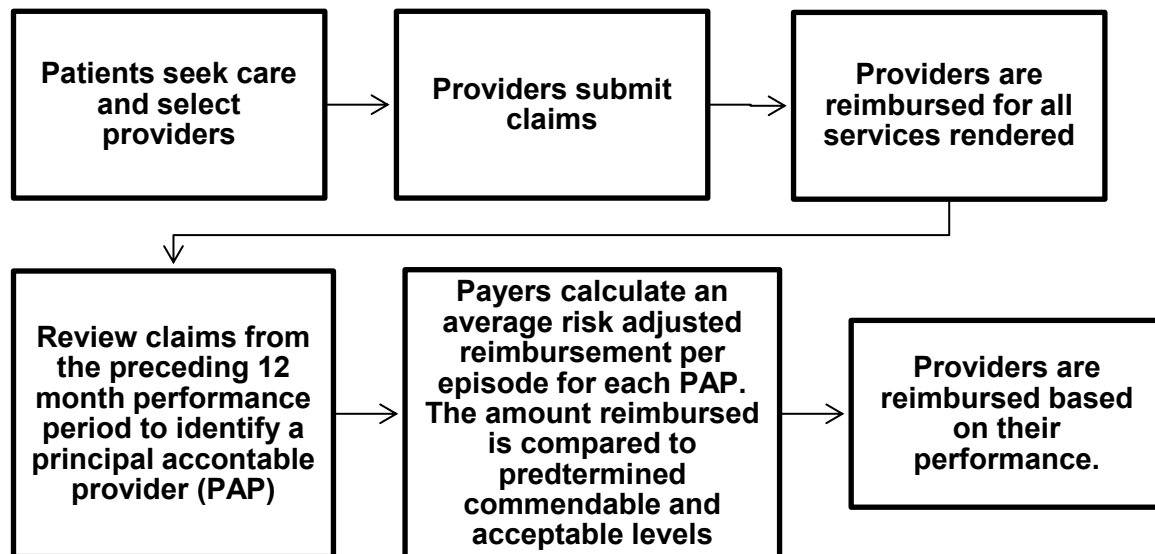 Patients seek care
and select
providers
Providers submit
claims
Providers are
reimbursed for all
services rendered
Review claims from
the preceding 12
month performance
period to identify a
principal accontable
provider (PAP)
Payers calculate an
average risk adjusted
reimbursement per
episode for each PAP.
The amount reimbursed
is compared to
predtermined
commendable and
acceptable levels
Providers are
reimbursed based
on their
performance.